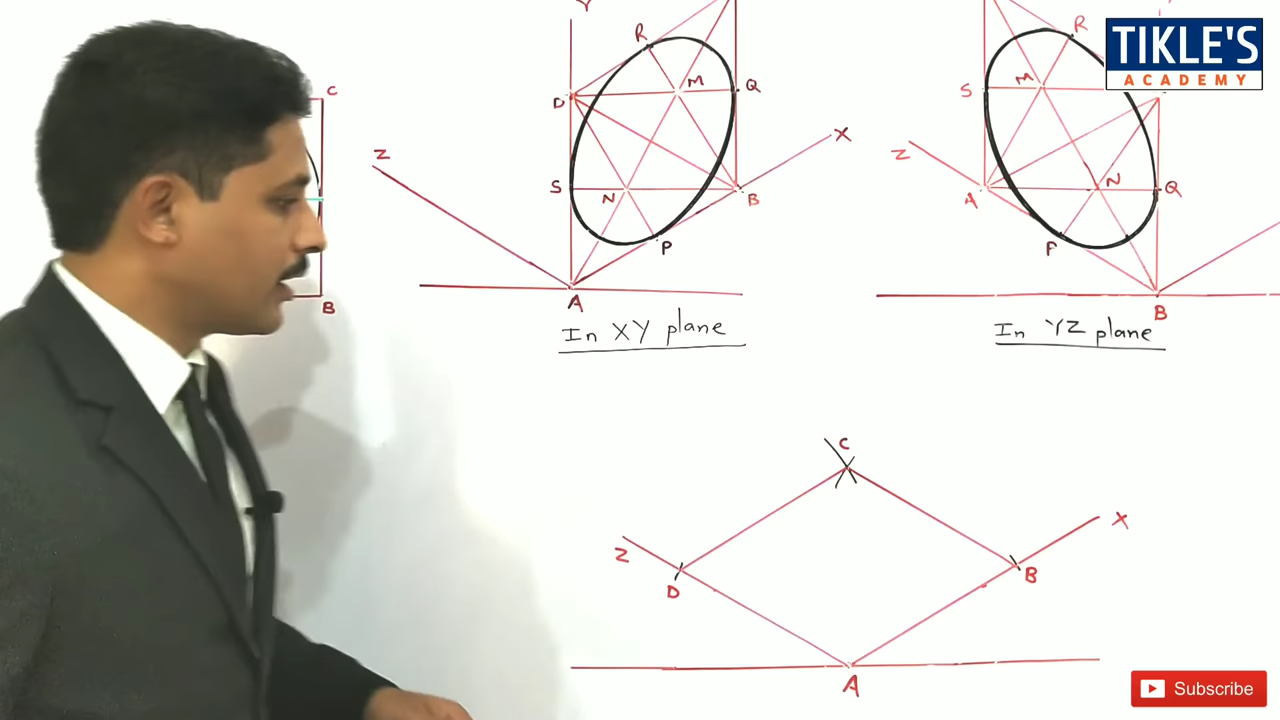 TIKLE'S
ACADEMY
C
B
Y
R
D
M
Q
Z
X
S
N
B
P
A
In XY plane
R
S
M
Z
A
N
Q
P
B
In YZ plane
C
Z
X
D
B
A
Subscribe